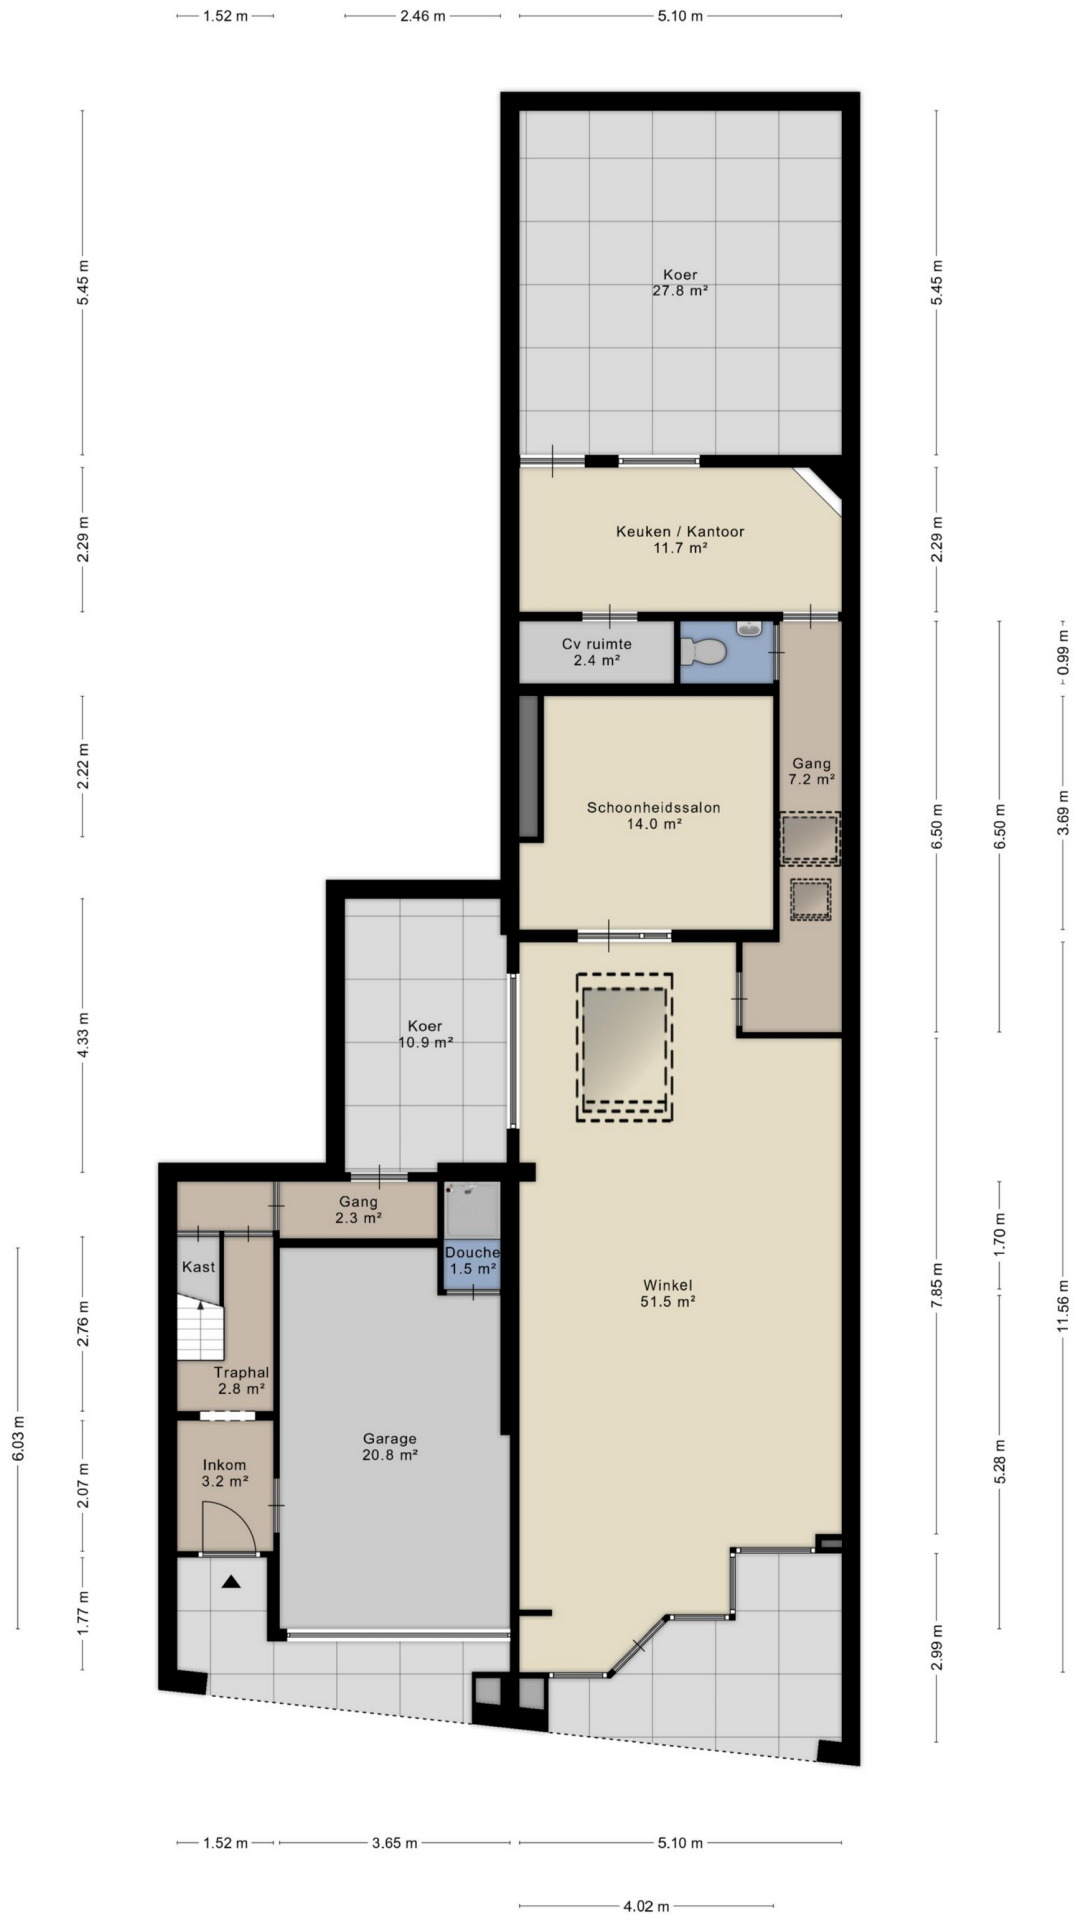 1.52 m
2.46 m
5.10 m
5.45 m
5.45 m
Koer
27.8 m²
2.29 m
2.29 m
Keuken / Kantoor
11.7 m²
Cv ruimte
2.4 m²
0.99 m
2.22 m
Gang
7.2 m²
Schoonheidssalon
14.0 m²
6.50 m
6.50 m
3.69 m
4.33 m
Koer
10.9 m²
Gang
2.3 m²
1.70 m
Kast
Douche
1.5 m²
Winkel
51.5 m²
7.85 m
11.56 m
2.76 m
Traphal
2.8 m²
6.03 m
Garage
20.8 m²
Inkom
3.2 m²
2.07 m
5.28 m
1.77 m
2.99 m
1.52 m
3.65 m
5.10 m
4.02 m